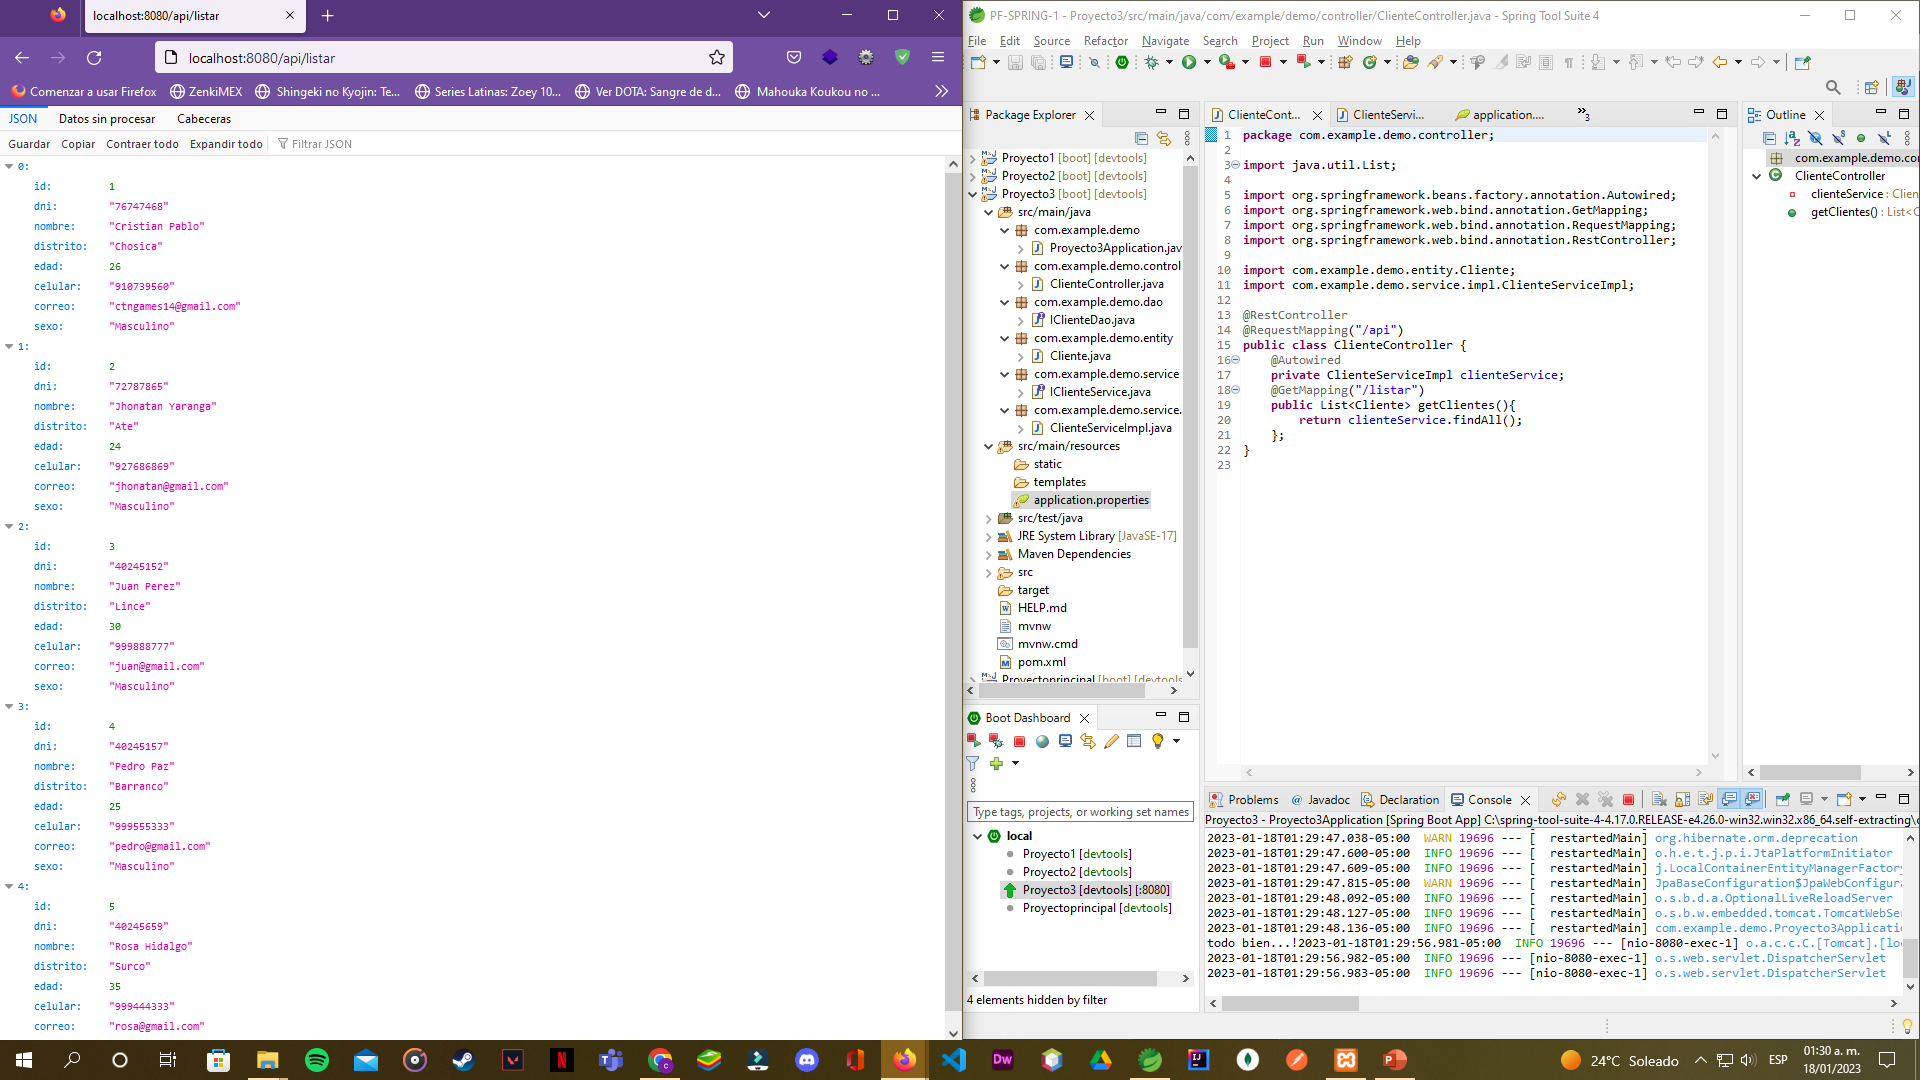 localhost:8080/api/listar
localhost:8080/api/listar
Comenzar a usar Firefox
ZenkiMEX
Shingeki no Kyojin: Te...
Series Latinas: Zoey 10...
Ver DOTA: Sangre de d...
Mahouka Koukou no ...
JSON
Datos sin procesar
Cabeceras
Guardar
Copiar
Contraer todo
Expandir todo
Filtrar JSON
0:
id: 1
dni: "76747468"
nombre: "Cristian Pablo"
distrito: "Chosica"
edad: 26
celular: "910739560"
correo: "ctngames14@gmail.com"
sexo: "Masculino"
1:
id: 2
dni: "72787865"
nombre: "Jhonatan Yaranga"
distrito: "Ate"
edad: 24
celular: "927686869"
correo: "jhonatan@gmail.com"
sexo: "Masculino"
2:
id: 3
dni: "40245152"
nombre: "Juan Perez"
distrito: "Lince"
edad: 30
celular: "999888777"
correo: "juan@gmail.com"
sexo: "Masculino"
3:
id: 4
dni: "40245157"
nombre: "Pedro Paz"
distrito: "Barranco"
edad: 25
celular: "999555333"
correo: "pedro@gmail.com"
sexo: "Masculino"
4:
id: 5
dni: "40245659"
nombre: "Rosa Hidalgo"
distrito: "Surco"
edad: 35
celular: "999444333"
correo: "rosa@gmail.com"
PF-SPRING-1 - Proyecto3/src/main/java/com/example/demo/controller/ClienteController.java - Spring Tool Suite 4
File Edit Source Refactor Navigate Search Project Run Window Help
Package Explorer
Proyecto1 [boot] [devtools]
Proyecto2 [boot] [devtools]
Proyecto3 [boot] [devtools]
src/main/java
com.example.demo
Proyecto3Application.jav
com.example.demo.control
ClienteController.java
com.example.demo.dao
IClienteDao.java
com.example.demo.entity
Cliente.java
com.example.demo.service
IClienteService.java
com.example.demo.service.
ClienteServiceImpl.java
src/main/resources
static
templates
application.properties
src/test/java
JRE System Library [JavaSE-17]
Maven Dependencies
src
target
HELP.md
mvnw
mvnw.cmd
pom.xml
Proyectoprincipal [boot] [devtools
Boot Dashboard
Type tags, projects, or working set names
local
Proyecto1 [devtools]
Proyecto2 [devtools]
Proyecto3 [devtools] [:8080]
Proyectoprincipal [devtools]
4 elements hidden by filter
ClienteCont...
ClienteServi...
application....
3
1 package com.example.demo.controller;
2
3 import java.util.List;
4
5 import org.springframework.beans.factory.annotation.Autowired;
6 import org.springframework.web.bind.annotation.GetMapping;
7 import org.springframework.web.bind.annotation.RequestMapping;
8 import org.springframework.web.bind.annotation.RestController;
9
10 import com.example.demo.entity.Cliente;
11 import com.example.demo.service.impl.ClienteServiceImpl;
12
13 @RestController
14 @RequestMapping("/api")
15 public class ClienteController {
16 @Autowired
17 private ClienteServiceImpl clienteService;
18 @GetMapping("/listar")
19 public List<Cliente> getClientes(){
20 return clienteService.findAll();
21 };
22 }
23
Outline
com.example.demo.co
ClienteController
clienteService : Clien
getClientes() : List<C
Problems
Javadoc
Declaration
Console
Proyecto3 - Proyecto3Application [Spring Boot App] C:\spring-tool-suite-4-4.17.0.RELEASE-e4.26.0-win32.win32.x86_64.self-extracting\
2023-01-18T01:29:47.038-05:00 WARN 19696 --- [ restartedMain] org.hibernate.orm.deprecation
2023-01-18T01:29:47.600-05:00 INFO 19696 --- [ restartedMain] o.h.e.t.j.p.i.JtaPlatformInitiator
2023-01-18T01:29:47.609-05:00 INFO 19696 --- [ restartedMain] j.LocalContainerEntityManagerFactory
2023-01-18T01:29:47.815-05:00 WARN 19696 --- [ restartedMain] JpaBaseConfiguration$JpaWebConfigura
2023-01-18T01:29:48.092-05:00 INFO 19696 --- [ restartedMain] o.s.b.d.a.OptionalLiveReloadServer
2023-01-18T01:29:48.127-05:00 INFO 19696 --- [ restartedMain] o.s.b.w.embedded.tomcat.TomcatWebSer
2023-01-18T01:29:48.136-05:00 INFO 19696 --- [ restartedMain] com.example.demo.Proyecto3Applicatio
todo bien...!2023-01-18T01:29:56.981-05:00 INFO 19696 --- [nio-8080-exec-1] o.a.c.c.C.[Tomcat].[lo
2023-01-18T01:29:56.982-05:00 INFO 19696 --- [nio-8080-exec-1] o.s.web.servlet.DispatcherServlet
2023-01-18T01:29:56.983-05:00 INFO 19696 --- [nio-8080-exec-1] o.s.web.servlet.DispatcherServlet
24°C Soleado
ESP
01:30 a. m.
18/01/2023